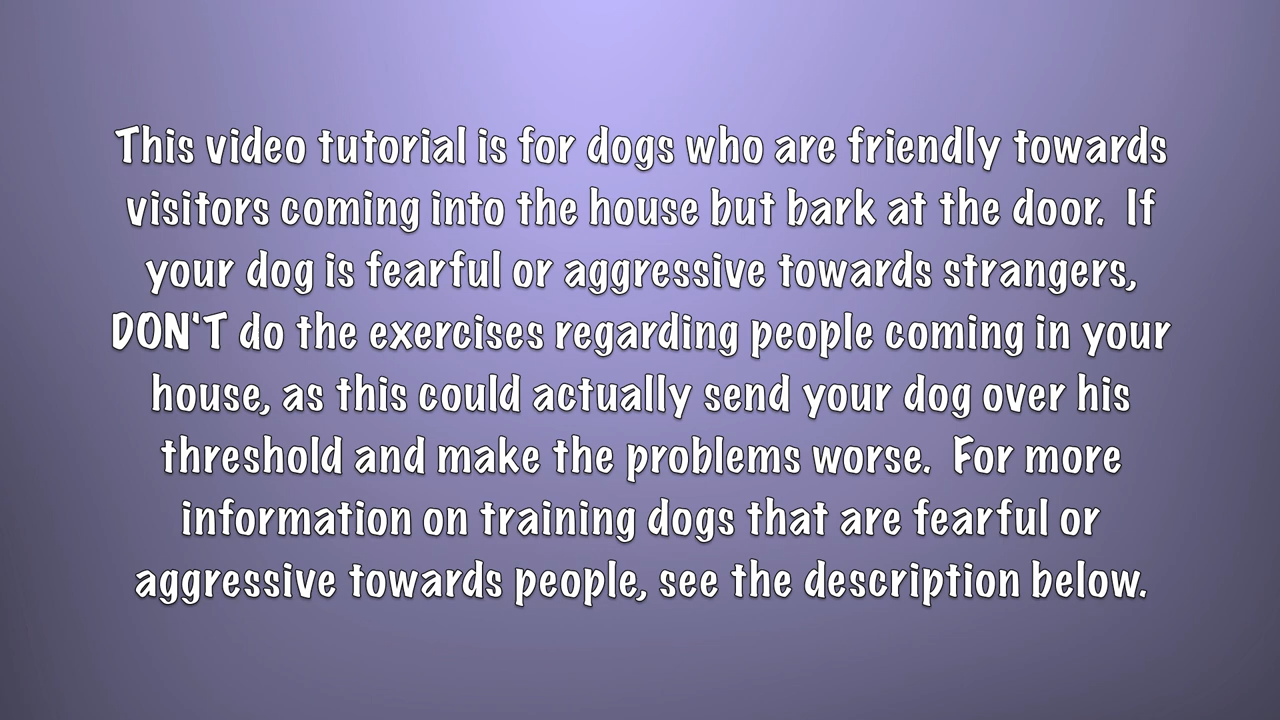 This video tutorial is for dogs who are friendly towards
visitors coming into the house but bark at the door.  If
your dog is fearful or aggressive towards strangers,
DON'T do the exercises regarding people coming in your
house, as this could actually send your dog over his
threshold and make the problems worse.  For more
information on training dogs that are fearful or
aggressive towards people, see the description below.